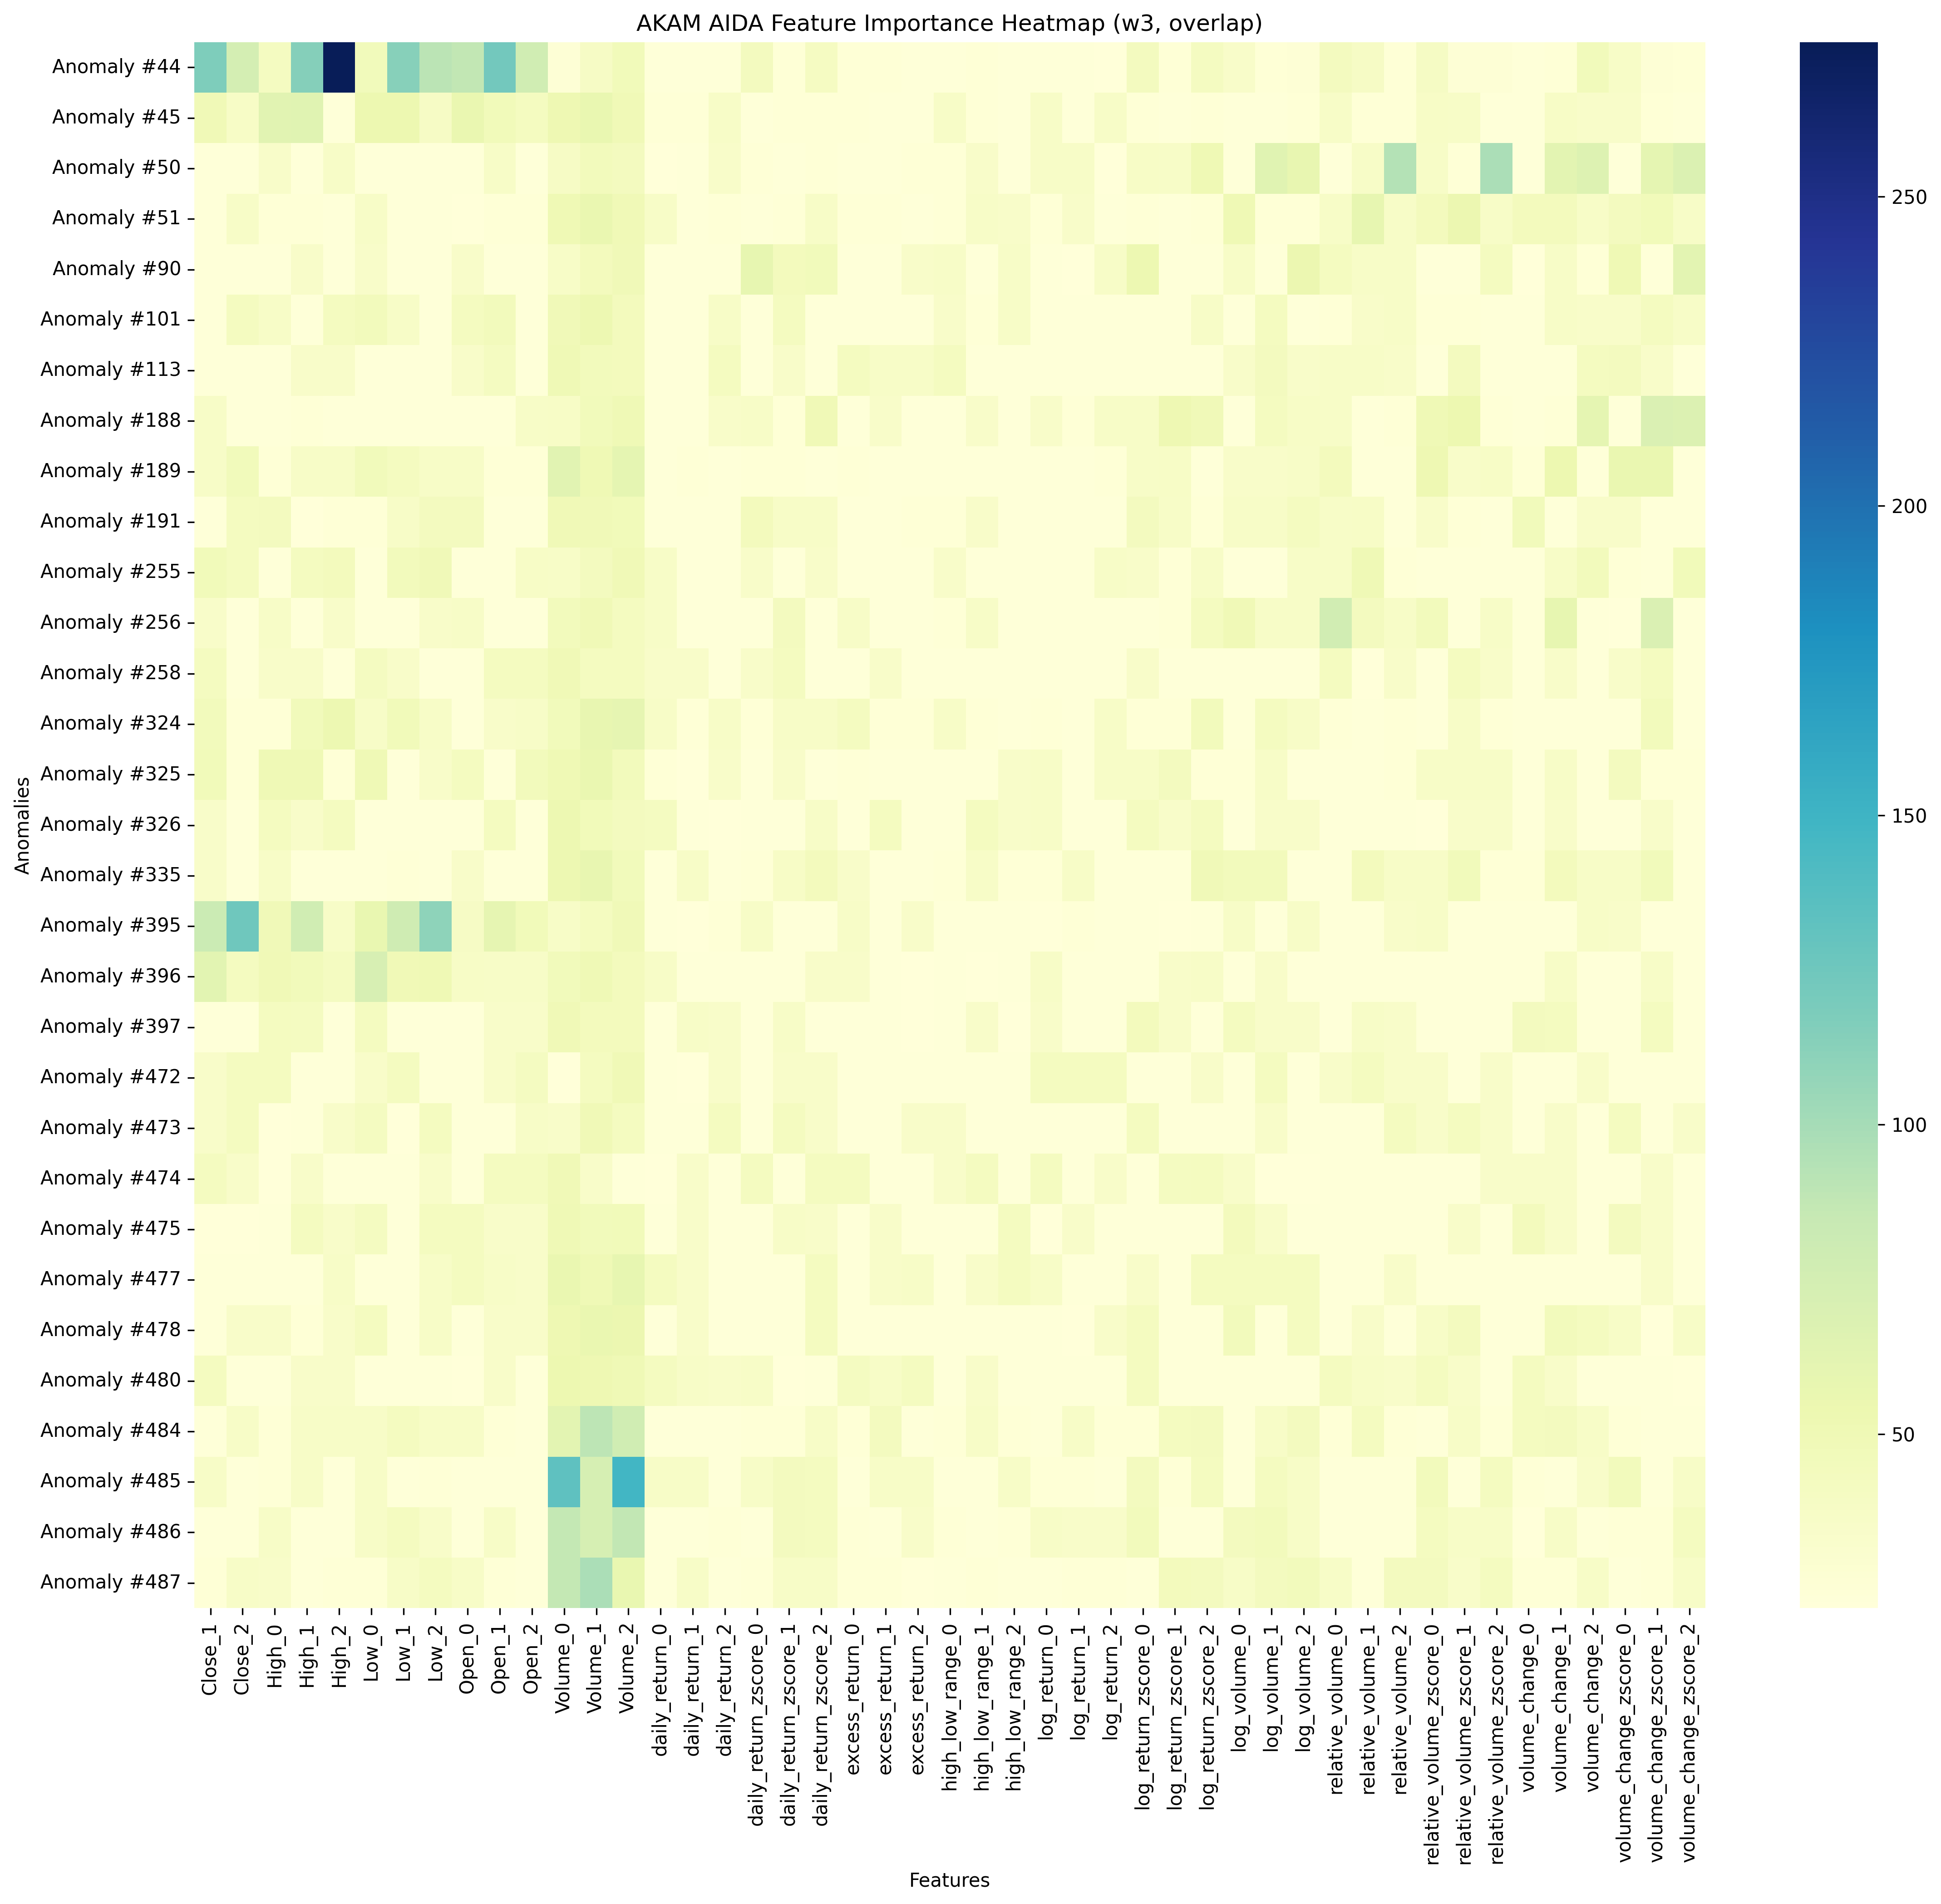 AKAM AIDA Feature Importance Heatmap (w3, overlap)
Anomalies
Anomaly #44
Anomaly #45
Anomaly #50
Anomaly #51
Anomaly #90
Anomaly #101
Anomaly #113
Anomaly #188
Anomaly #189
Anomaly #191
Anomaly #255
Anomaly #256
Anomaly #258
Anomaly #324
Anomaly #325
Anomaly #326
Anomaly #335
Anomaly #395
Anomaly #396
Anomaly #397
Anomaly #472
Anomaly #473
Anomaly #474
Anomaly #475
Anomaly #477
Anomaly #478
Anomaly #480
Anomaly #484
Anomaly #485
Anomaly #486
Anomaly #487
Close_1
Close_2
High_0
High_1
High_2
Low_0
Low_1
Low_2
Open_0
Open_1
Open_2
Volume_0
Volume_1
Volume_2
daily_return_0
daily_return_1
daily_return_2
daily_return_zscore_0
daily_return_zscore_1
daily_return_zscore_2
excess_return_0
excess_return_1
excess_return_2
high_low_range_0
high_low_range_1
high_low_range_2
log_return_0
log_return_1
log_return_2
log_return_zscore_0
log_return_zscore_1
log_return_zscore_2
log_volume_0
log_volume_1
log_volume_2
relative_volume_0
relative_volume_1
relative_volume_2
relative_volume_zscore_0
relative_volume_zscore_1
relative_volume_zscore_2
volume_change_0
volume_change_1
volume_change_2
volume_change_zscore_0
volume_change_zscore_1
volume_change_zscore_2
Features
250
200
150
100
50